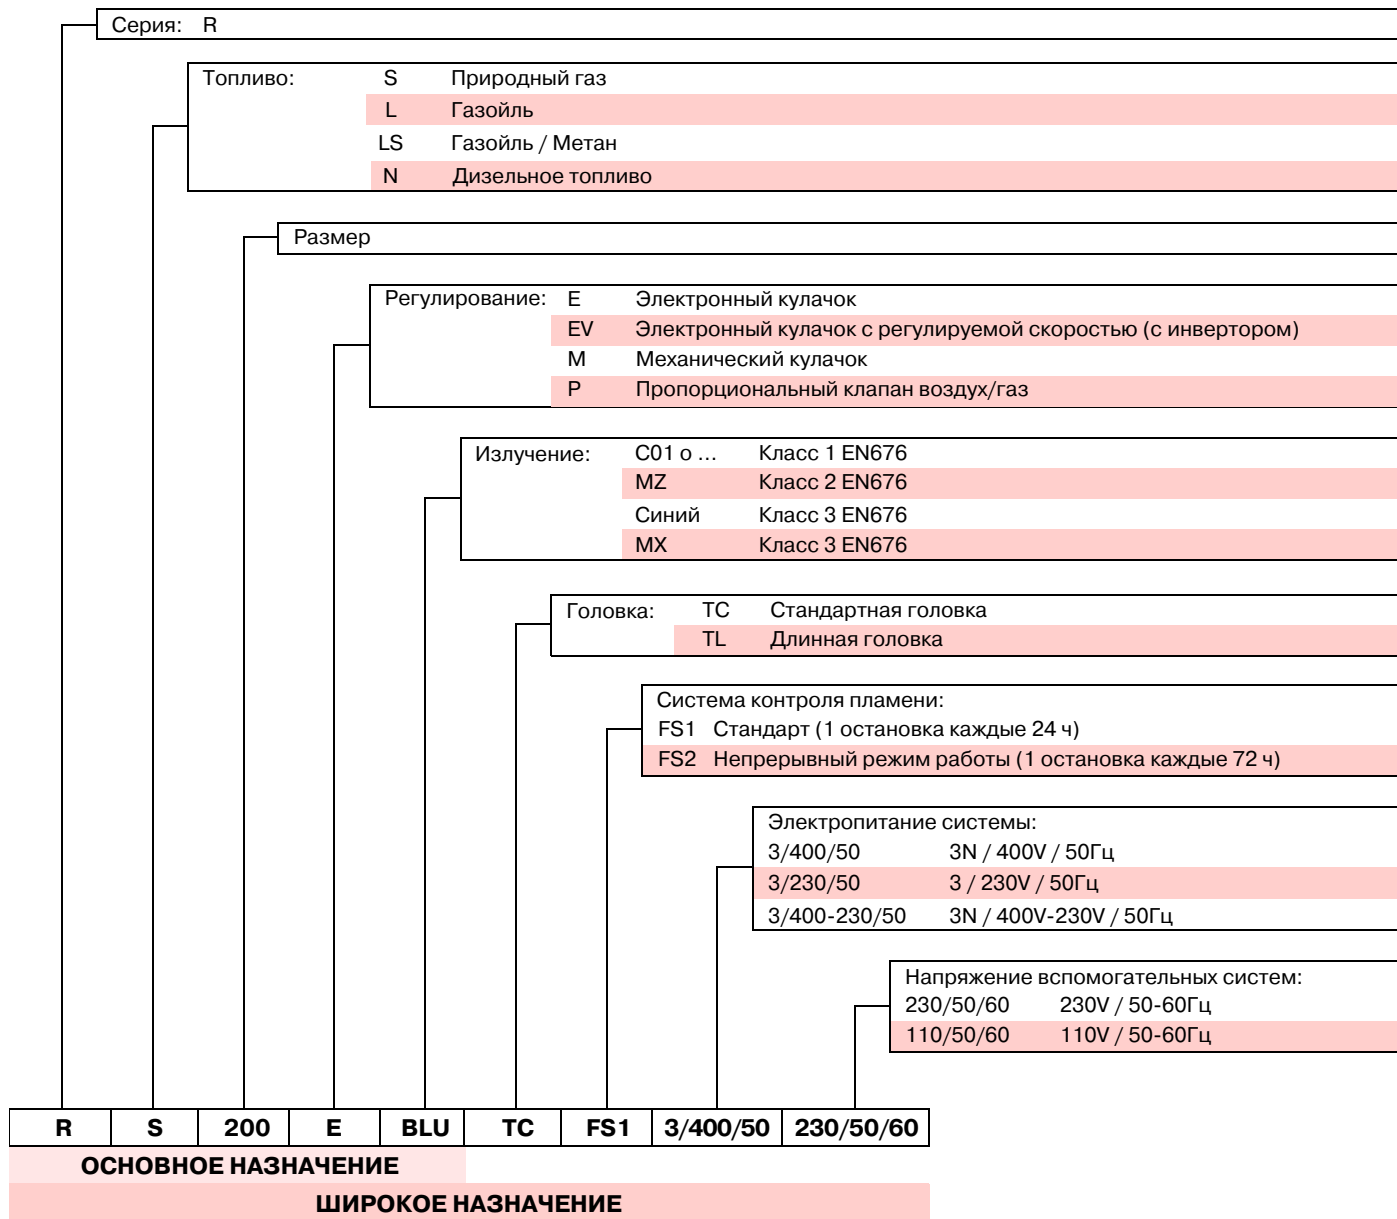 Серия: R
Топливо: S Природный газ
L Газойль
LS Газойль / Метан
N Дизельное топливо
Размер
Регулирование: E Электронный кулачок
EV Электронный кулачок с регулируемой скоростью (с инвертором)
M Механический кулачок
P Пропорциональный клапан воздух/газ
Излучение: C01 о ... Класс 1 EN676
MZ Класс 2 EN676
Синий Класс 3 EN676
MX Класс 3 EN676
Головка: TC Стандартная головка
TL Длинная головка
Система контроля пламени:
FS1 Стандарт (1 остановка каждые 24 ч)
FS2 Непрерывный режим работы (1 остановка каждые 72 ч)
Электропитание системы:
3/400/50 3N / 400V / 50Гц
3/230/50 3 / 230V / 50Гц
3/400-230/50 3N / 400V-230V / 50Гц
Напряжение вспомогательных систем:
230/50/60 230V / 50-60Гц
110/50/60 110V / 50-60Гц
R S 200 E BLU TC FS1 3/400/50 230/50/60
ОСНОВНОЕ НАЗНАЧЕНИЕ
ШИРОКОЕ НАЗНАЧЕНИЕ